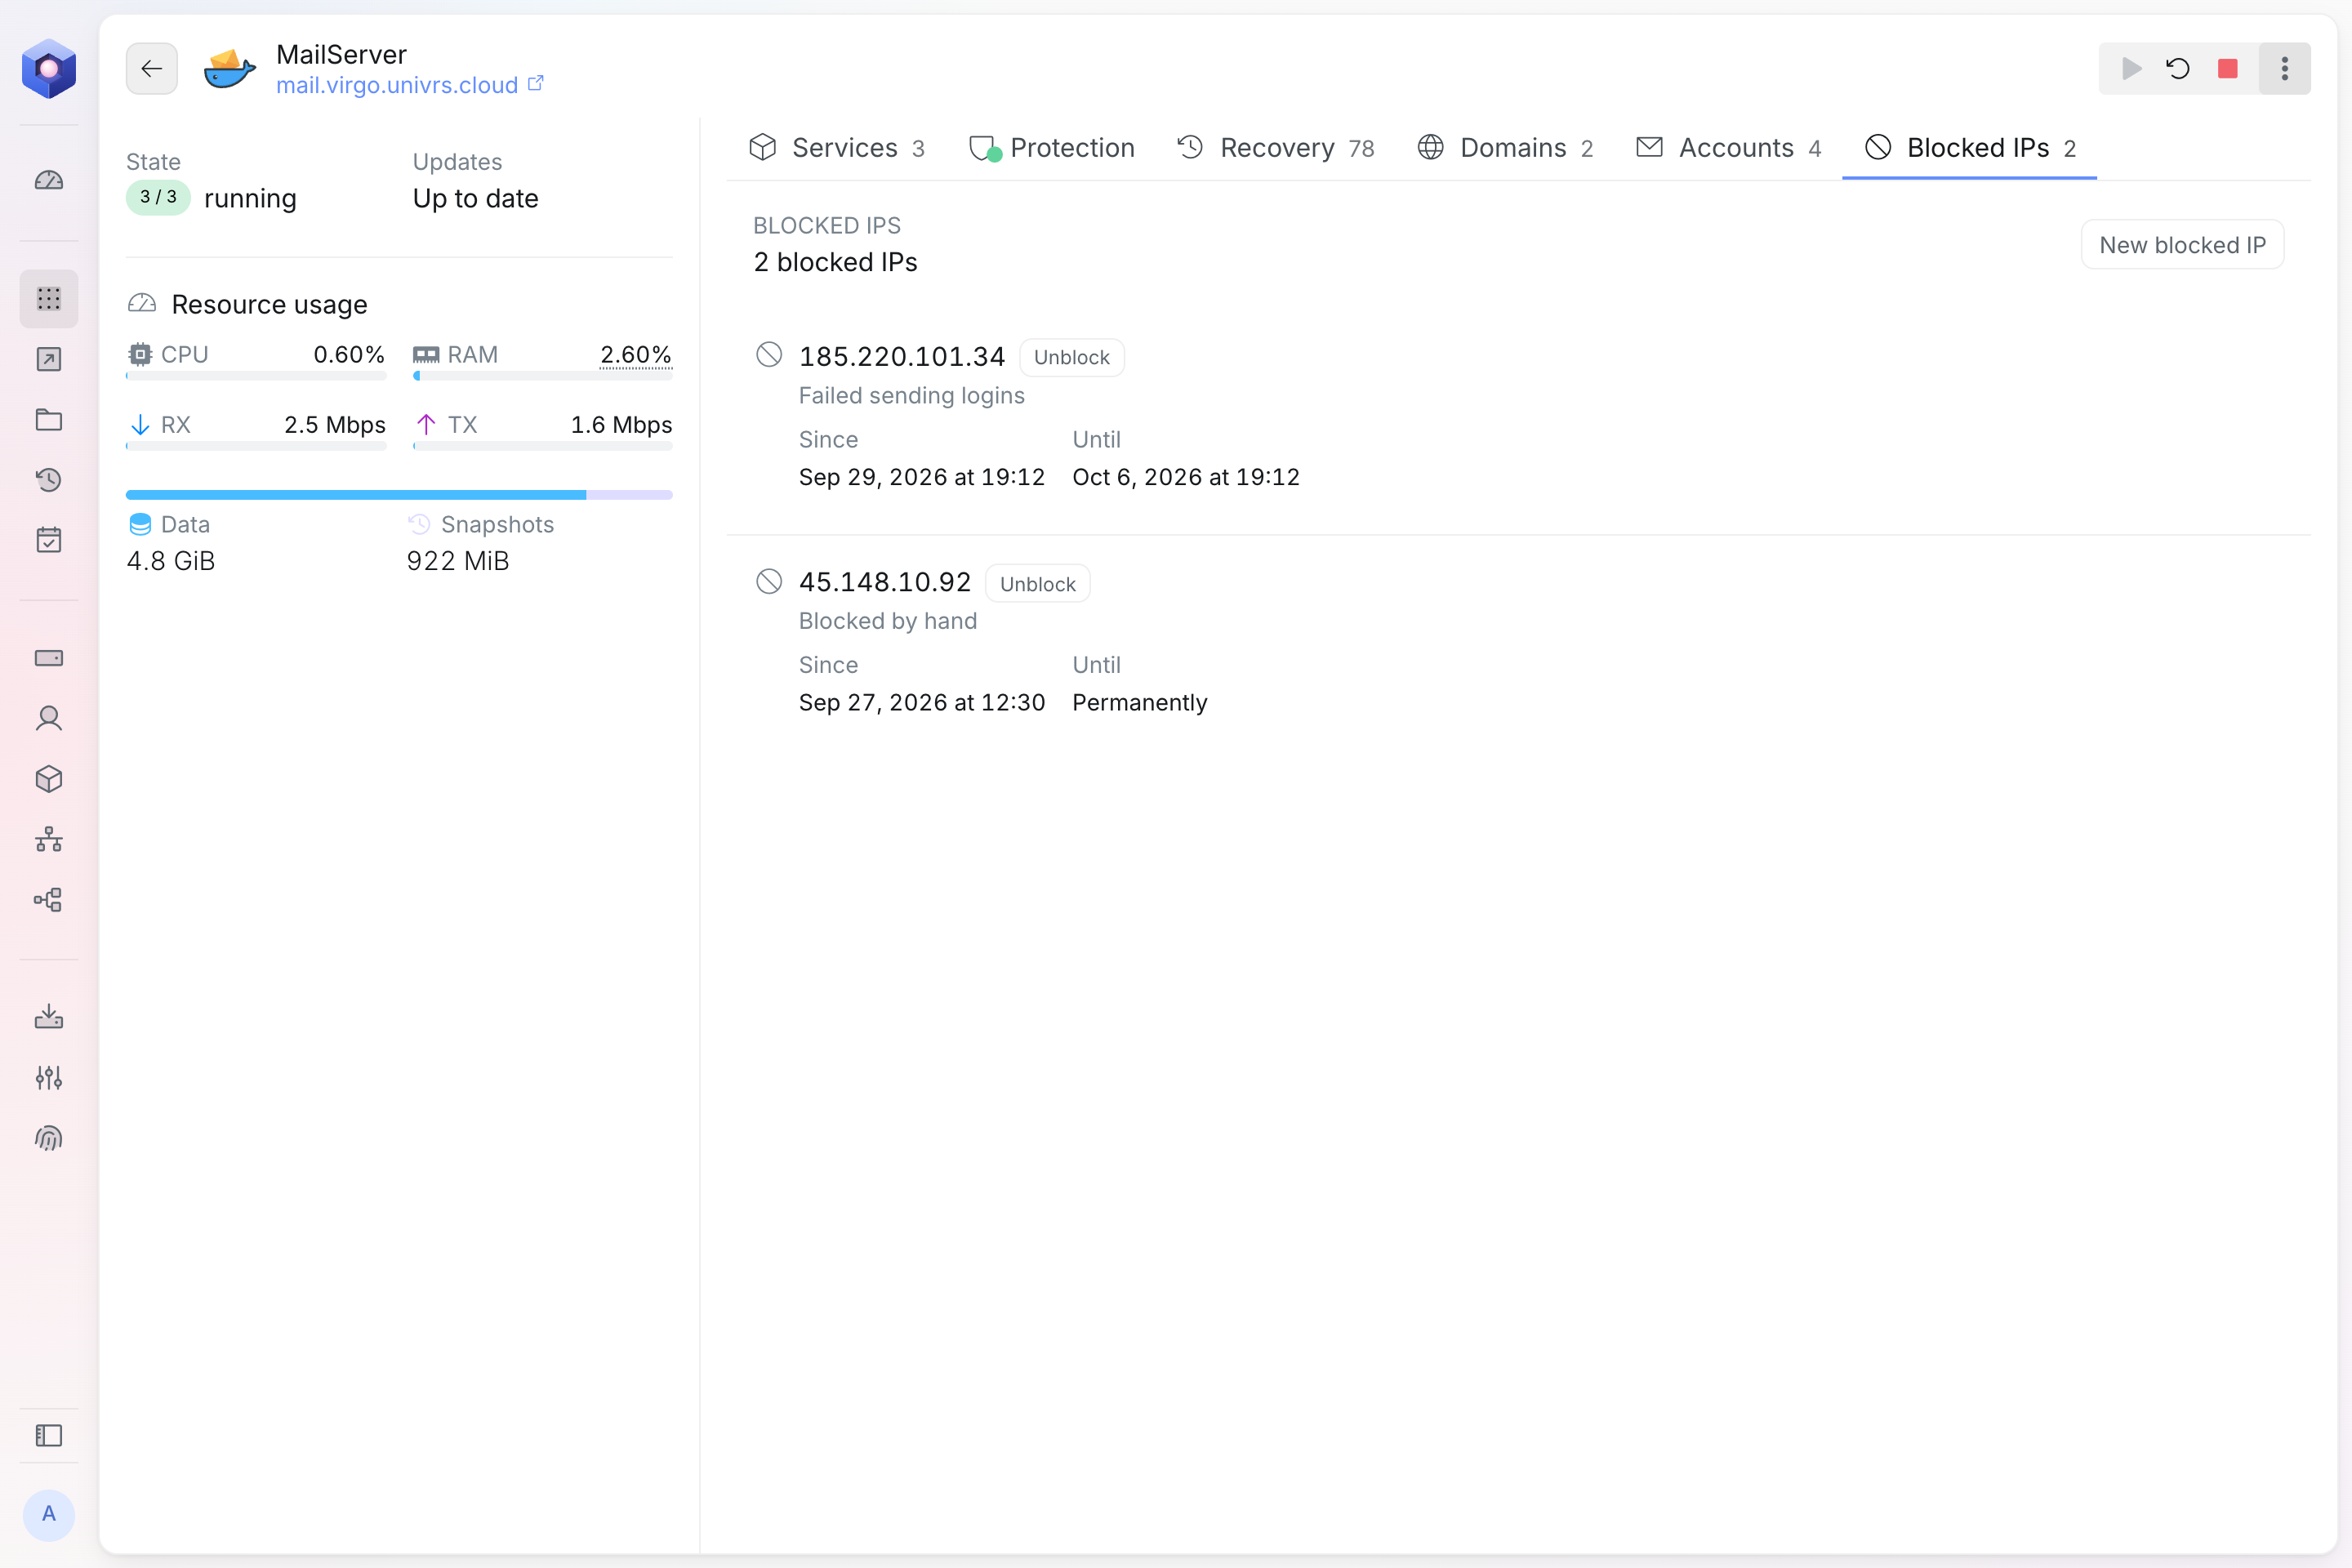 MailServer
mail.virgo.univrs.cloud
State
3 / 3 running
Updates
Up to date
Resource usage
CPU 0.60%
RAM 2.60%
RX 2.5 Mbps
TX 1.6 Mbps
Data
4.8 GiB
Snapshots
922 MiB
Services 3
Protection
Recovery 78
Domains 2
Accounts 4
Blocked IPs 2
BLOCKED IPS
2 blocked IPs
New blocked IP
185.220.101.34 Unblock
Failed sending logins
Since Until
Sep 29, 2026 at 19:12 Oct 6, 2026 at 19:12
45.148.10.92 Unblock
Blocked by hand
Since Until
Sep 27, 2026 at 12:30 Permanently
A